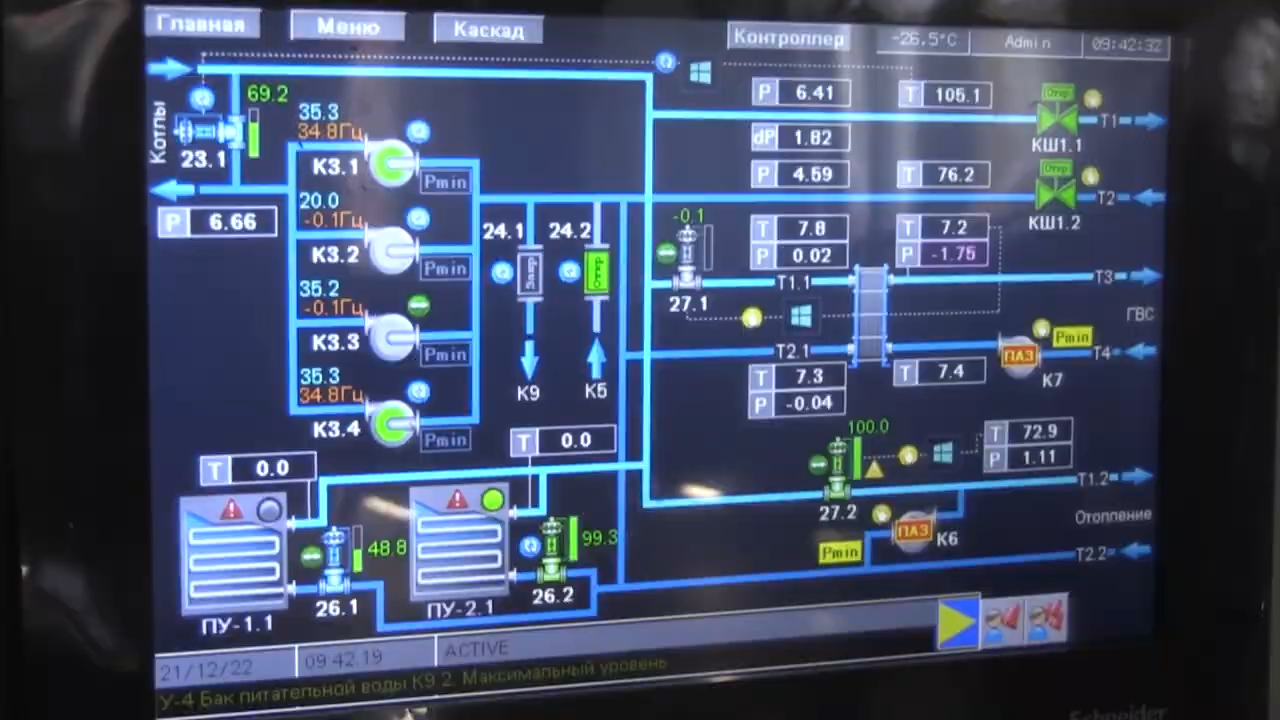 Главная Меню Каскад Контроллер -26.5°C Admin 09:42:32
Котлы
69.2
23.1
P 6.66
35.3
34.8Гц
К3.1
Pmin
20.0
-0.1Гц
К3.2
Pmin
35.2
-0.1Гц
К3.3
Pmin
35.3
34.8Гц
К3.4
Pmin
24.1 24.2
Закр Откр
К9 К5
P 6.41 T 105.1 Откр T1
КШ1.1
dP 1.82
P 4.59 T 76.2 Откр T2
КШ1.2
-0.1
27.1
T 7.8 T 7.2
P 0.02 P -1.75
T1.1 T3
ГВС
T2.1 ПАЗ Pmin T4
К7
T 7.3 T 7.4
P -0.04
100.0
27.2
T 72.9
P 1.11
T1.2
Отопление
Pmin ПАЗ К6
T2.2
T 0.0
T 0.0
48.8
26.1
ПУ-1.1
99.3
26.2
ПУ-2.1
21/12/22 09:42:19 ACTIVE
У-4 Бак питательной воды К9.2. Максимальный уровень
Schneider